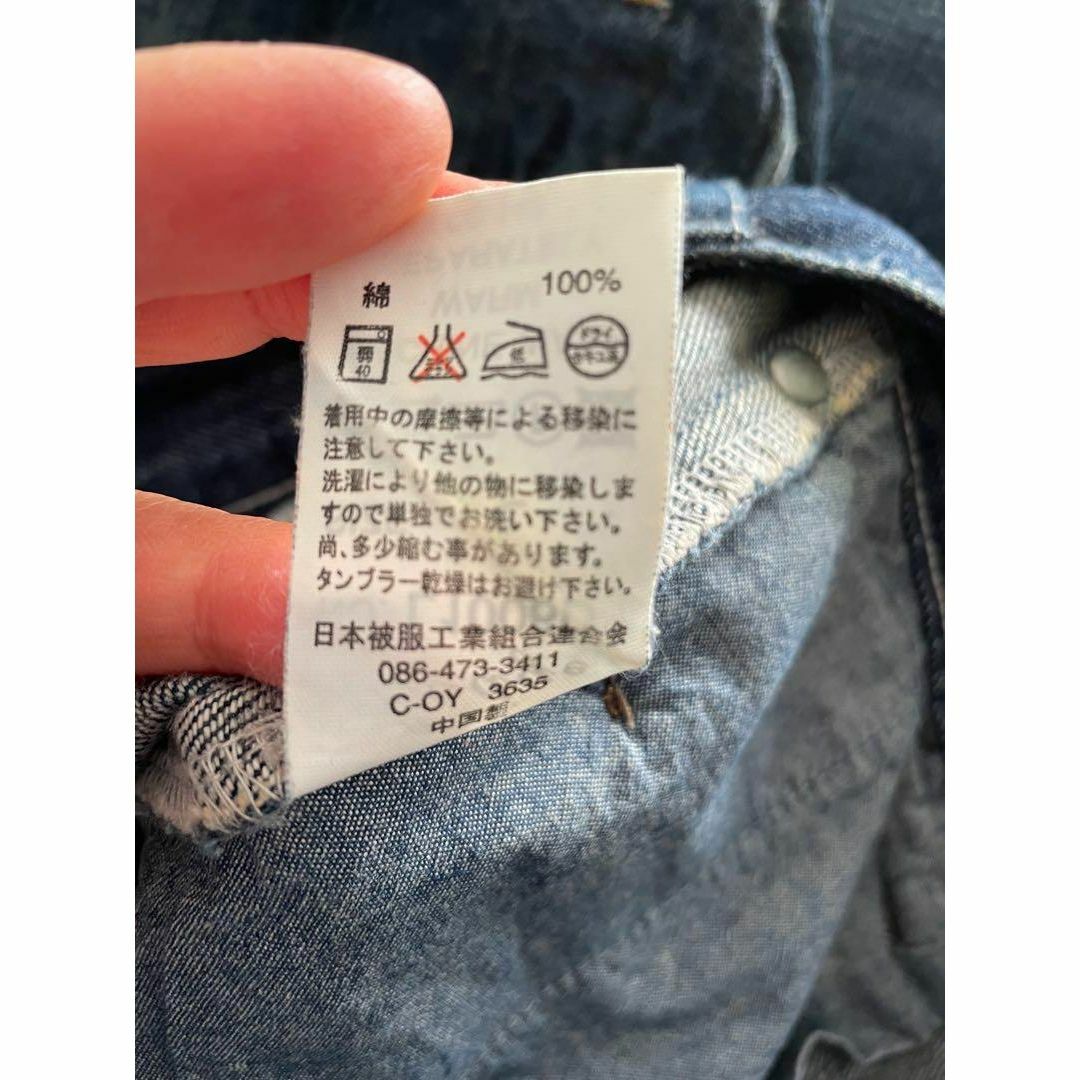 綿 100%
弱 40 低 ドライ
着用中の摩擦等による移染に
注意して下さい。
洗濯により他の物に移染しま
すので単独でお洗い下さい。
尚、多少縮む事があります。
タンブラー乾燥はお避け下さい。
日本被服工業組合連合会
086-473-3411
C-OY 3635
中国製